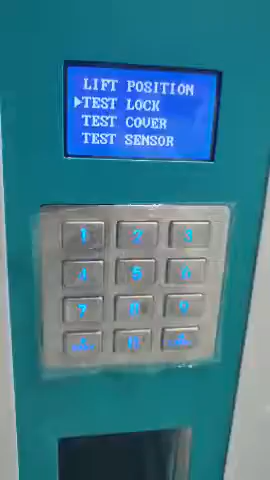 LIFT POSITION
▶TEST LOCK
TEST COVER
TEST SENSOR
1 2 3
4 5 6
7 8 9
0